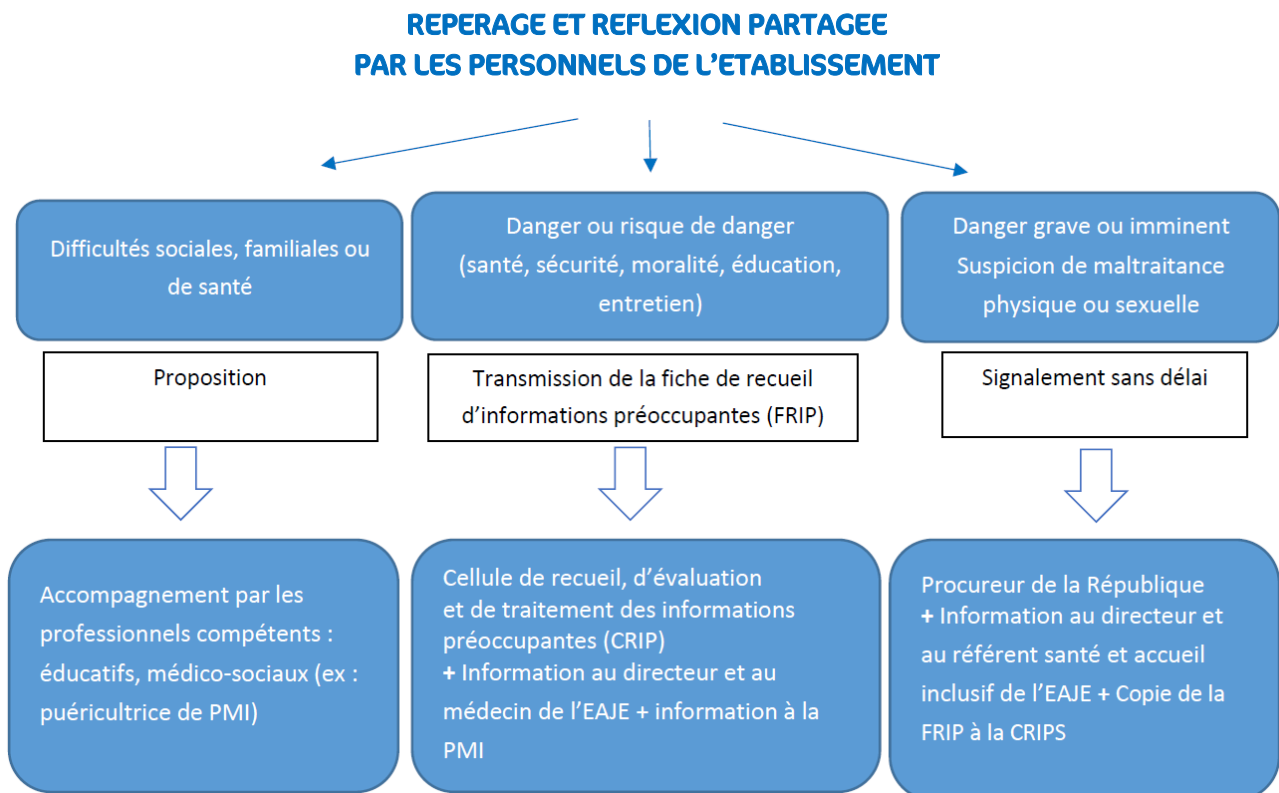 REPERAGE ET REFLEXION PARTAGEE
PAR LES PERSONNELS DE L'ETABLISSEMENT
Difficultés sociales, familiales ou
de santé
Danger ou risque de danger
(santé, sécurité, moralité, éducation,
entretien)
Danger grave ou imminent
Suspicion de maltraitance
physique ou sexuelle
Proposition
Transmission de la fiche de recueil
d'informations préoccupantes (FRIP)
Signalement sans délai
Accompagnement par les
professionnels compétents :
éducatifs, médico-sociaux (ex :
puéricultrice de PMI)
Cellule de recueil, d'évaluation
et de traitement des informations
préoccupantes (CRIP)
+ Information au directeur et au
médecin de l'EAJE + information à la
PMI
Procureur de la République
+ Information au directeur et
au référent santé et accueil
inclusif de l'EAJE + Copie de la
FRIP à la CRIPS